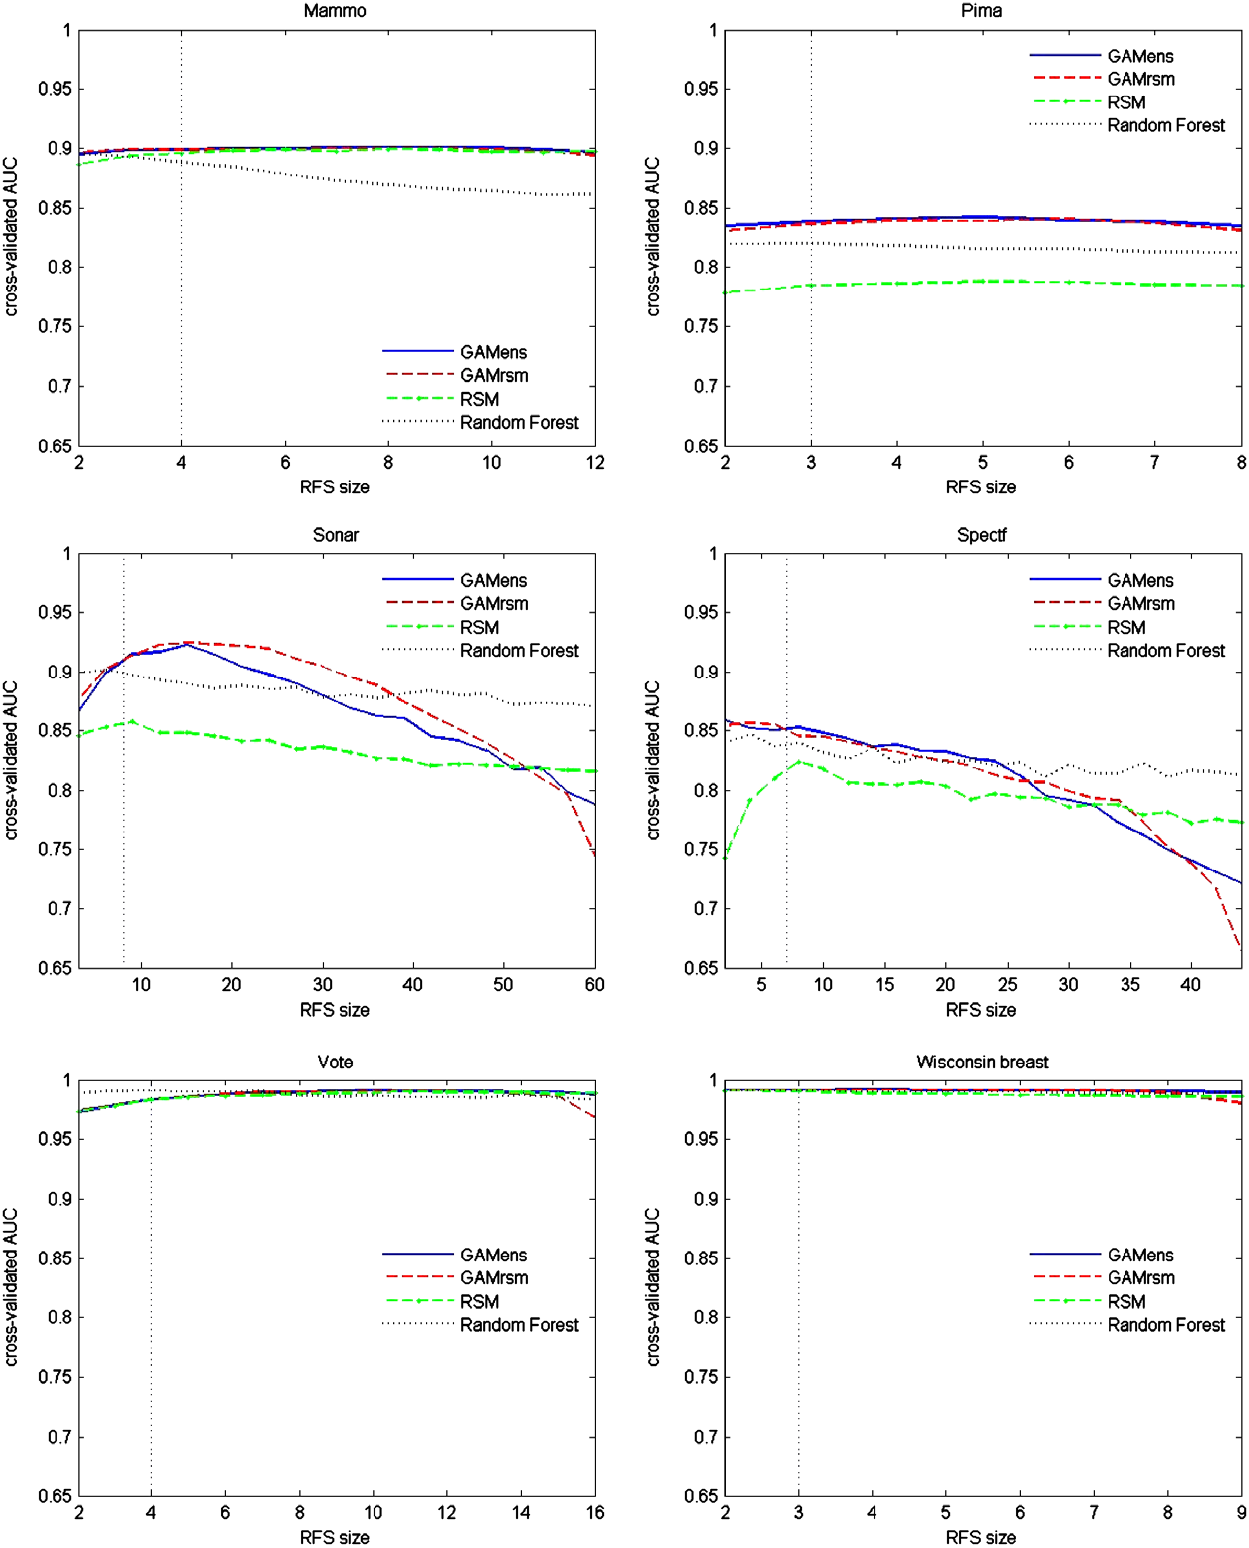 Mammo
1
0.95
0.9
0.85
0.8
0.75
0.7
0.65
cross-validated AUC
GAMens
GAMrsm
RSM
Random Forest
2 4 6 8 10 12
RFS size
Pima
1
0.95
0.9
0.85
0.8
0.75
0.7
0.65
cross-validated AUC
GAMens
GAMrsm
RSM
Random Forest
2 3 4 5 6 7 8
RFS size
Sonar
1
0.95
0.9
0.85
0.8
0.75
0.7
0.65
cross-validated AUC
GAMens
GAMrsm
RSM
Random Forest
10 20 30 40 50 60
RFS size
Spectf
1
0.95
0.9
0.85
0.8
0.75
0.7
0.65
cross-validated AUC
GAMens
GAMrsm
RSM
Random Forest
5 10 15 20 25 30 35 40
RFS size
Vote
1
0.95
0.9
0.85
0.8
0.75
0.7
0.65
cross-validated AUC
GAMens
GAMrsm
RSM
Random Forest
2 4 6 8 10 12 14 16
RFS size
Wisconsin breast
1
0.95
0.9
0.85
0.8
0.75
0.7
0.65
cross-validated AUC
GAMens
GAMrsm
RSM
Random Forest
2 3 4 5 6 7 8 9
RFS size